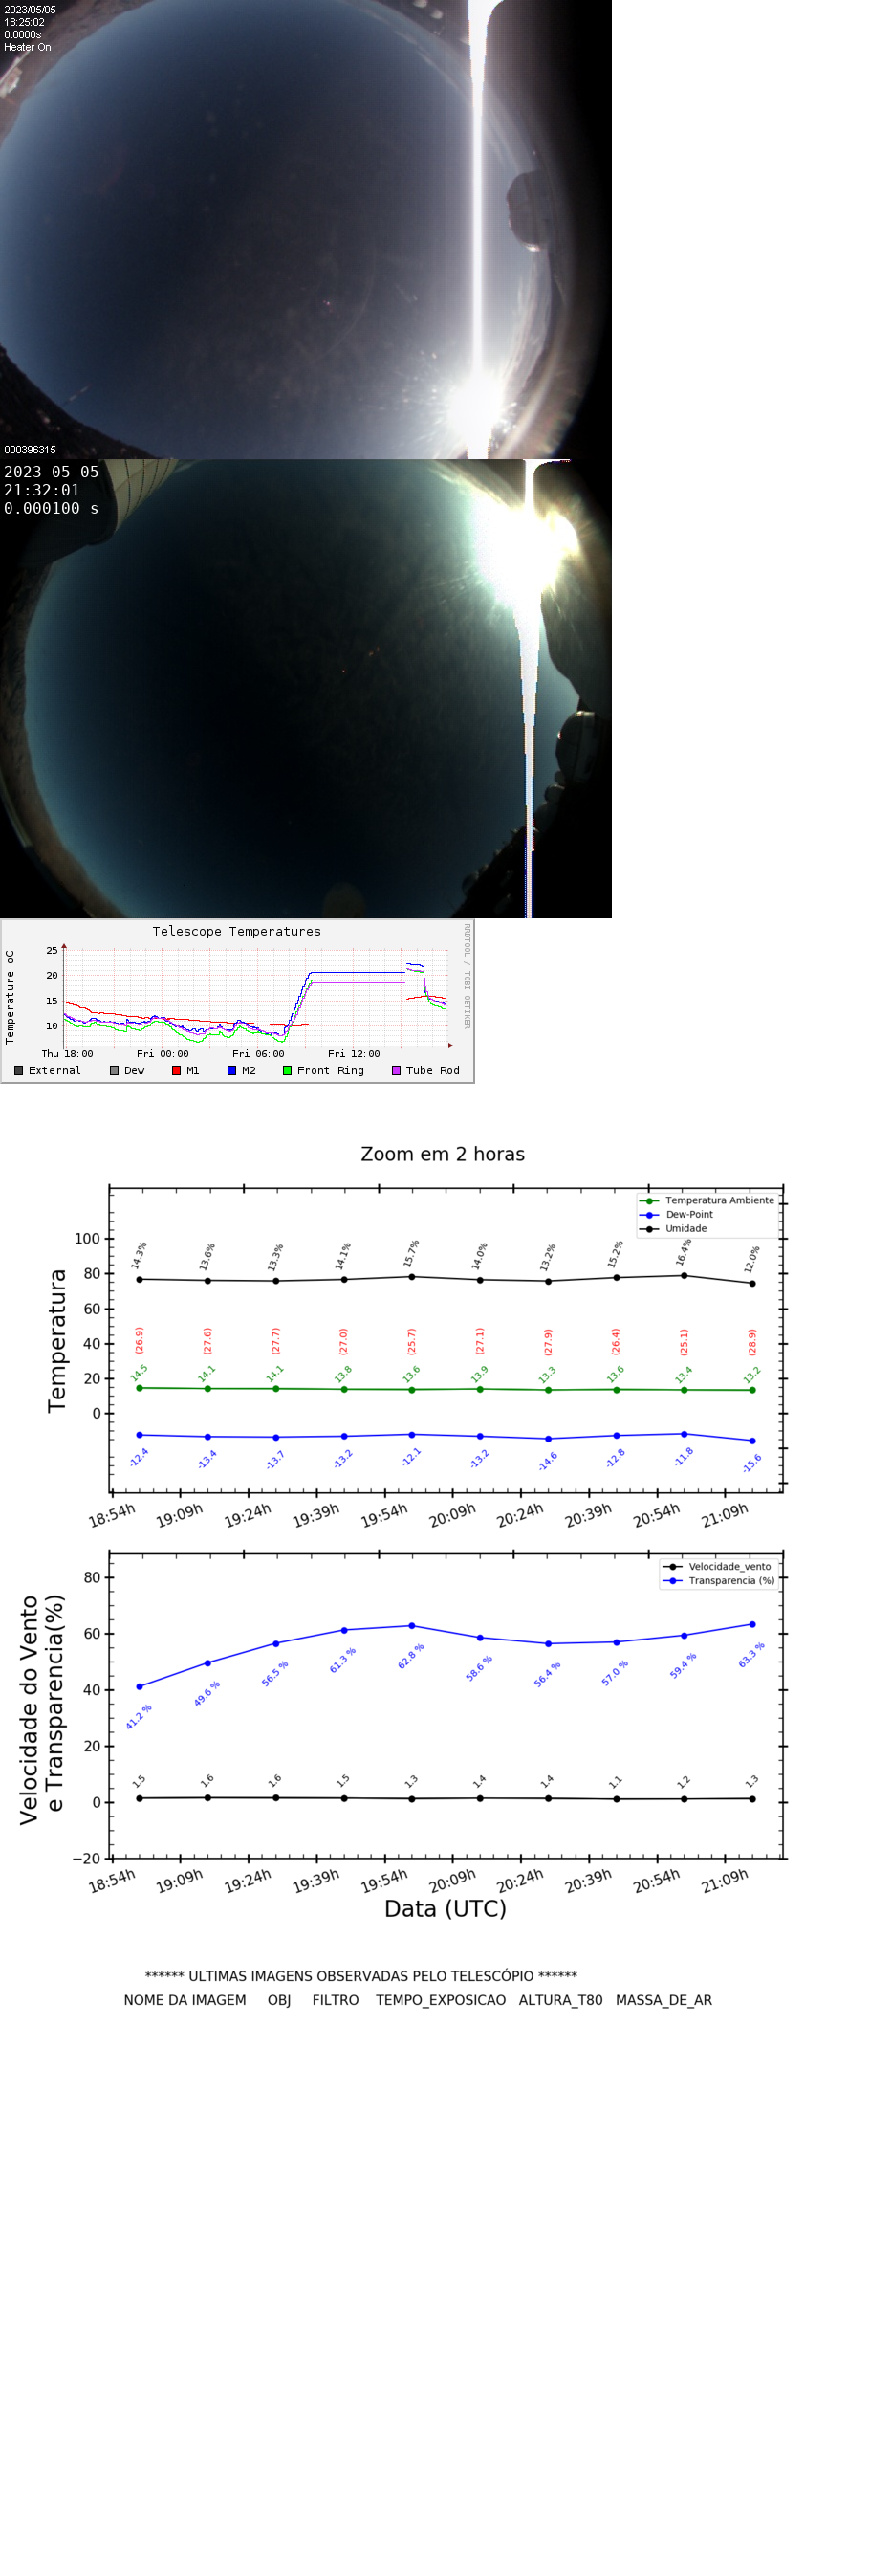 2023/05/05
18:25:02
0.0000s
Heater On
000396315
2023-05-05
21:32:01
0.000100 s
Telescope Temperatures
Temperature oC
RRDTOOL / TOBI OETIKER
25
20
15
10
Thu 18:00 Fri 00:00 Fri 06:00 Fri 12:00
External Dew M1 M2 Front Ring Tube Rod
Zoom em 2 horas
Temperatura
Temperatura Ambiente
Dew-Point
Umidade
100
80
60
40
20
0
14.3% 13.6% 13.3% 14.1% 15.7% 14.0% 13.2% 15.2% 16.4% 12.0%
(26.9) (27.6) (27.7) (27.0) (25.7) (27.1) (27.9) (26.4) (25.1) (28.9)
14.5 14.1 14.1 13.8 13.6 13.9 13.3 13.6 13.4 13.2
-12.4 -13.4 -13.7 -13.2 -12.1 -13.2 -14.6 -12.8 -11.8 -15.6
18:54h 19:09h 19:24h 19:39h 19:54h 20:09h 20:24h 20:39h 20:54h 21:09h
Velocidade do Vento
e Transparencia(%)
Velocidade_vento
Transparencia (%)
80
60
40
20
0
−20
41.2 % 49.6 % 56.5 % 61.3 % 62.8 % 58.6 % 56.4 % 57.0 % 59.4 % 63.3 %
1.5 1.6 1.6 1.5 1.3 1.4 1.4 1.1 1.2 1.3
18:54h 19:09h 19:24h 19:39h 19:54h 20:09h 20:24h 20:39h 20:54h 21:09h
Data (UTC)
****** ULTIMAS IMAGENS OBSERVADAS PELO TELESCÓPIO ******
NOME DA IMAGEM OBJ FILTRO TEMPO_EXPOSICAO ALTURA_T80 MASSA_DE_AR